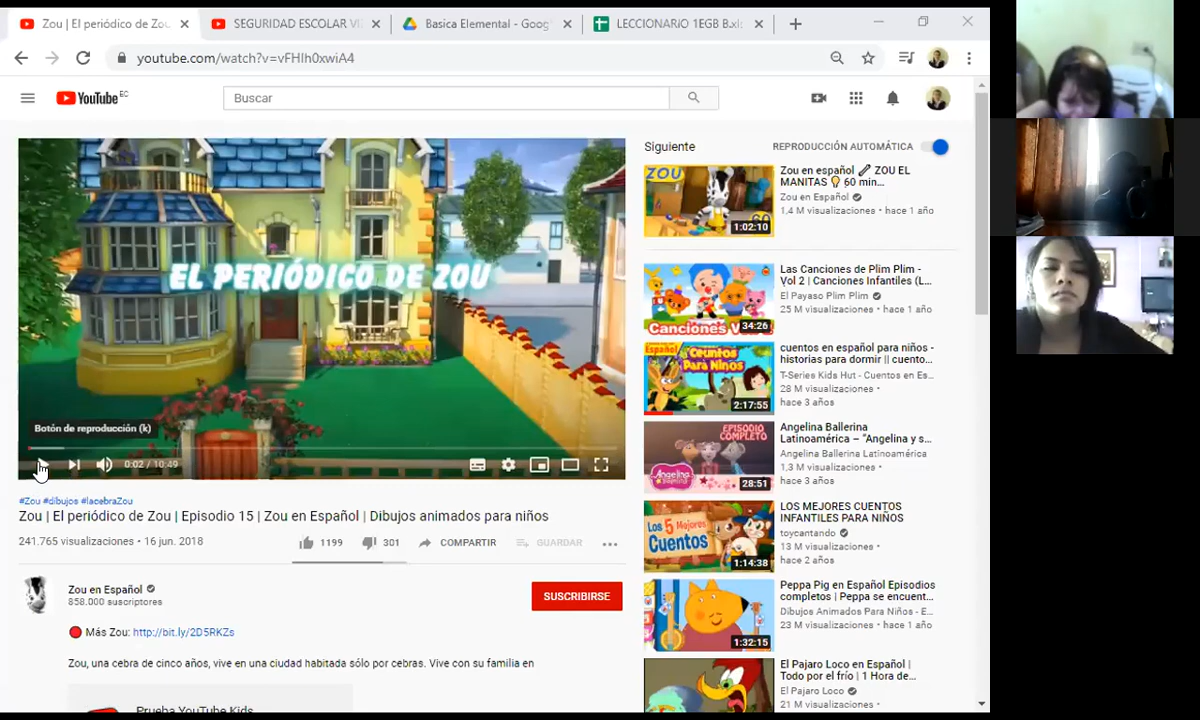 Zou | El periódico de Zou
SEGURIDAD ESCOLAR VI
Basica Elemental - Goog
LECCIONARIO 1EGB B.xls
youtube.com/watch?v=vFHIh0xwiA4
YouTube EC
Buscar
EL PERIÓDICO DE ZOU
Botón de reproducción (k)
0:02 / 10:49
#Zou #dibujos #lacebraZou
Zou | El periódico de Zou | Episodio 15 | Zou en Español | Dibujos animados para niños
241.765 visualizaciones • 16 jun. 2018
1199
301
COMPARTIR
GUARDAR
Zou en Español
858.000 suscriptores
SUSCRIBIRSE
Más Zou: http://bit.ly/2D5RKZs
Zou, una cebra de cinco años, vive en una ciudad habitada sólo por cebras. Vive con su familia en
Prueba YouTube Kids
Siguiente
REPRODUCCIÓN AUTOMÁTICA
ZOU
60
1:02:10
Zou en español ZOU EL
MANITAS 60 min...
Zou en Español
1,4 M visualizaciones • hace 1 año
Canciones V
34:26
Las Canciones de Plim Plim -
Vol 2 | Canciones Infantiles (L...
El Payaso Plim Plim
25 M visualizaciones • hace 1 año
Español
Cuentos
Para Niños
2:17:55
cuentos en español para niños -
historias para dormir || cuento...
T-Series Kids Hut - Cuentos en Es...
28 M visualizaciones •
hace 3 años
EPISODIO
COMPLETO
Angelina
28:51
Angelina Ballerina
Latinoamérica – "Angelina y s...
Angelina Ballerina Latinoamérica
1,3 M visualizaciones •
hace 3 años
Los 5 Mejores
Cuentos
1:14:38
LOS MEJORES CUENTOS
INFANTILES PARA NIÑOS
toycantando
13 M visualizaciones •
hace 2 años
1:32:15
Peppa Pig en Español Episodios
completos | Peppa se encuent...
Dibujos Animados Para Niños - E...
23 M visualizaciones • hace 1 año
El Pajaro Loco en Español |
Todo por el frío | 1 Hora de...
El Pajaro Loco
21 M visualizaciones •